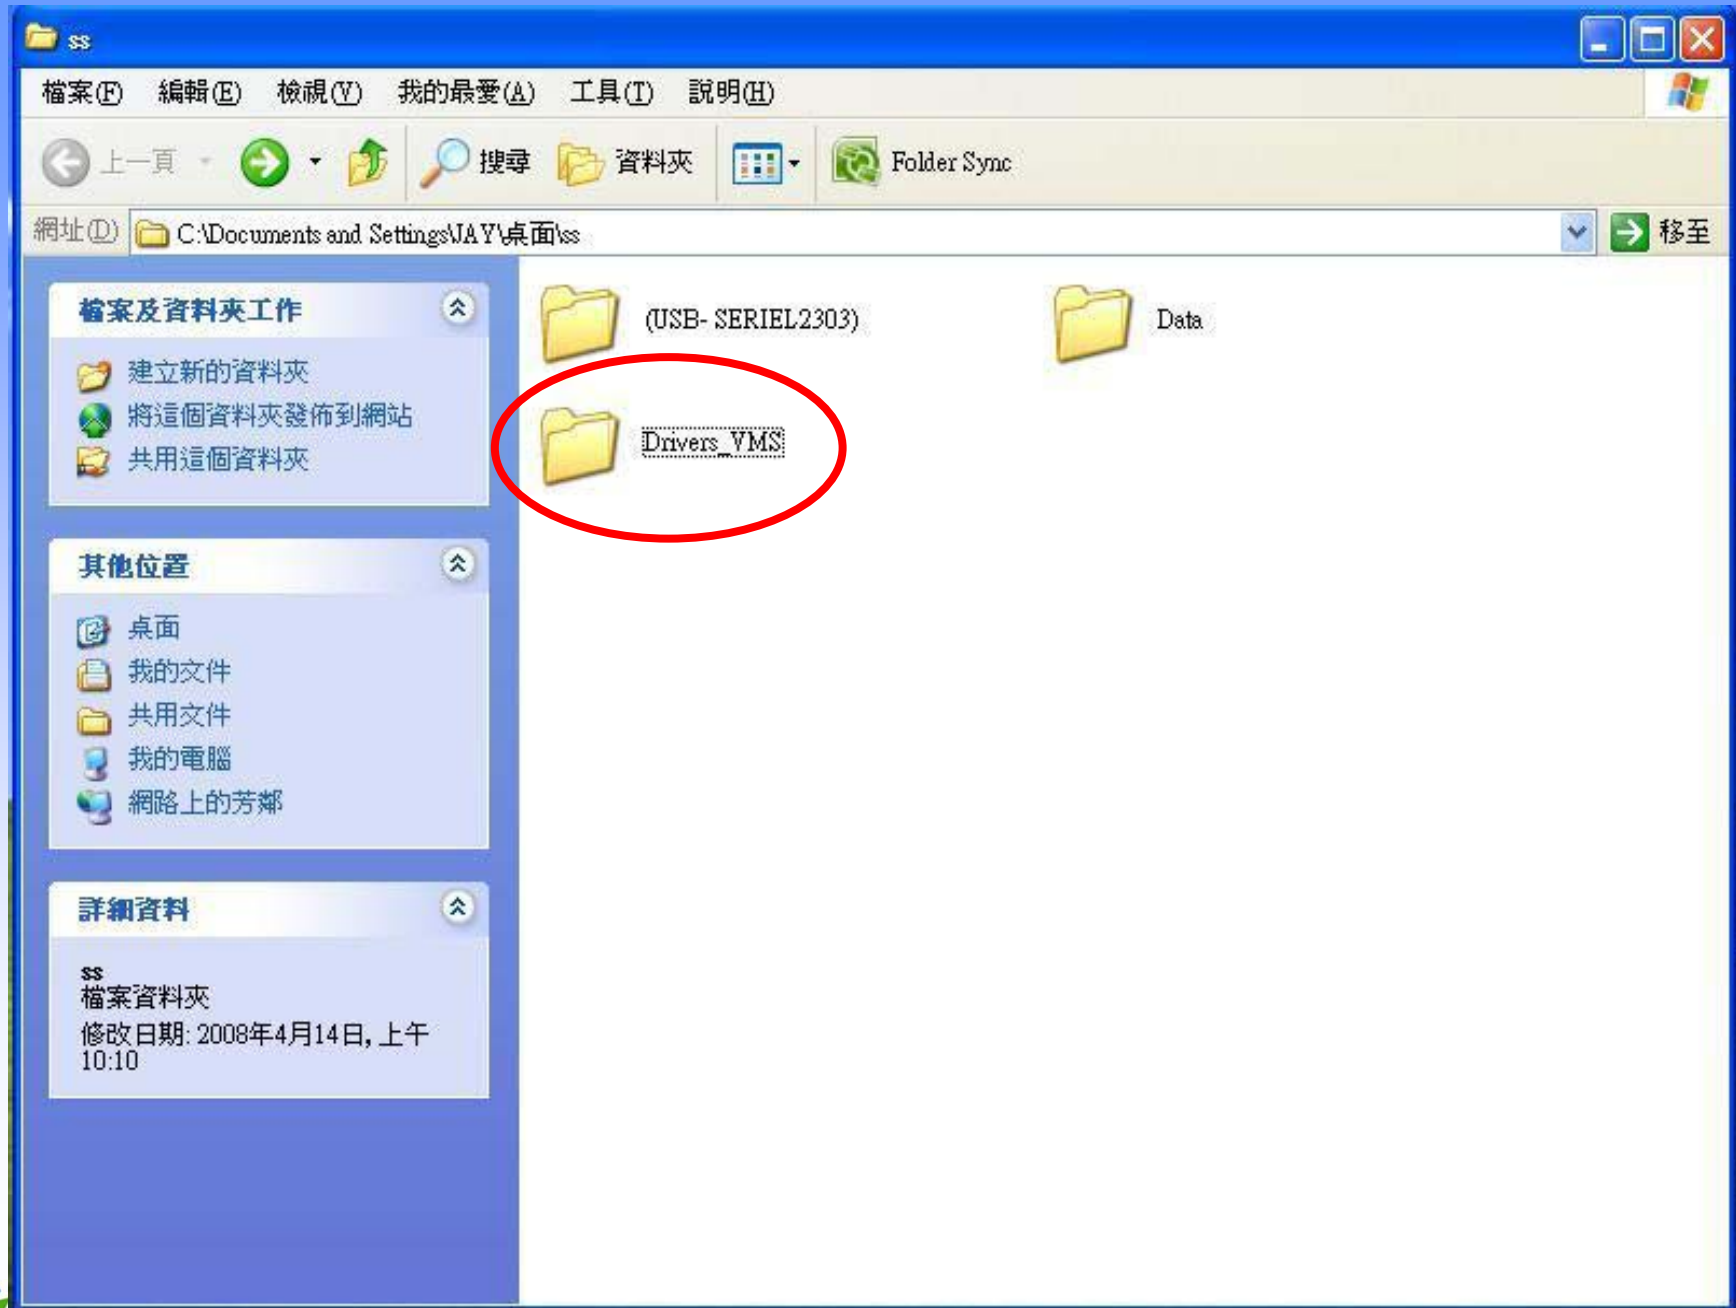 ss
檔案(F) 編輯(E) 檢視(V) 我的最愛(A) 工具(T) 說明(H)
上一頁 搜尋 資料夾 Folder Sync
網址(D) C:\Documents and Settings\JAY\桌面\ss 移至
檔案及資料夾工作
建立新的資料夾
將這個資料夾發佈到網站
共用這個資料夾
其他位置
桌面
我的文件
共用文件
我的電腦
網路上的芳鄰
詳細資料
ss
檔案資料夾
修改日期: 2008年4月14日, 上午
10:10
(USB- SERIEL2303) Data
Drivers_VMS